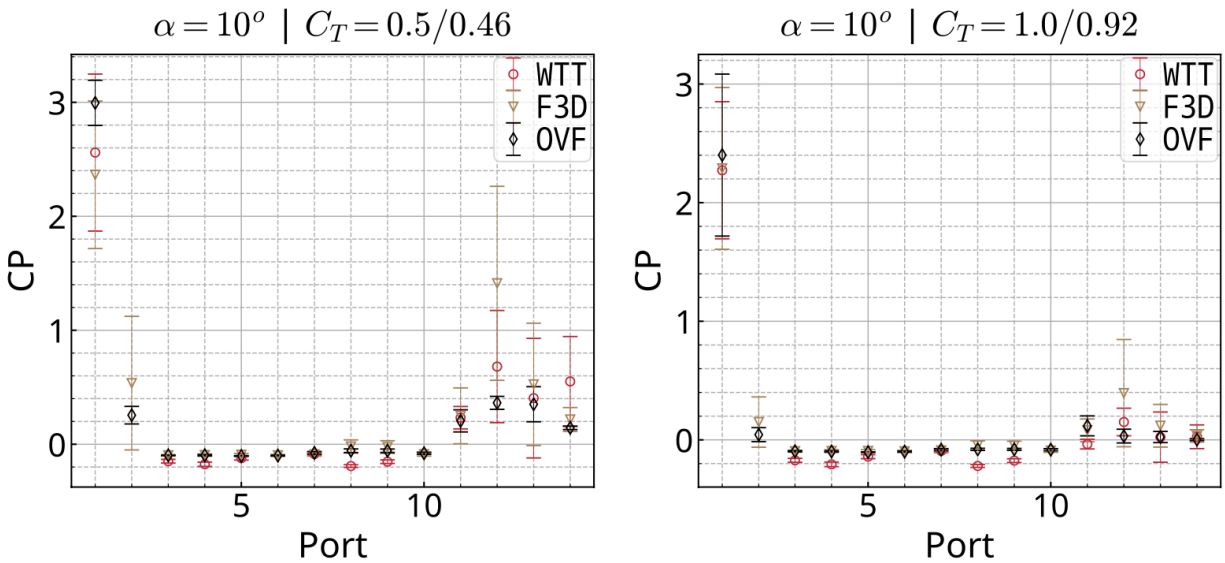 α = 10° | C_T = 0.5/0.46
WTT
F3D
OVF
3
2
1
0
CP
5 10
Port
α = 10° | C_T = 1.0/0.92
WTT
F3D
OVF
3
2
1
0
CP
5 10
Port